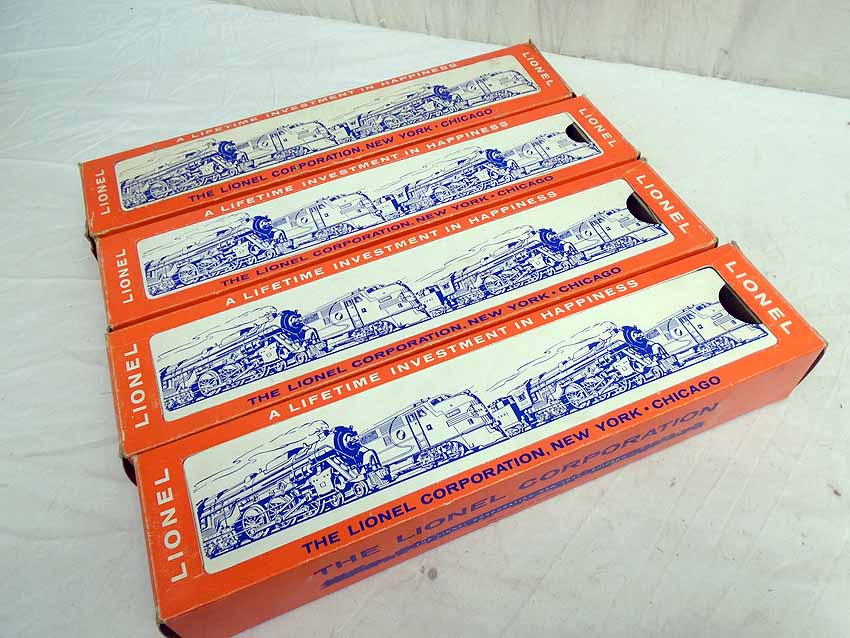 A LIFETIME INVESTMENT IN HAPPINESS
LIONEL
LIONEL
THE LIONEL CORPORATION, NEW YORK • CHICAGO
A LIFETIME INVESTMENT IN HAPPINESS
LIONEL
LIONEL
THE LIONEL CORPORATION, NEW YORK • CHICAGO
A LIFETIME INVESTMENT IN HAPPINESS
LIONEL
LIONEL
THE LIONEL CORPORATION, NEW YORK • CHICAGO
A LIFETIME INVESTMENT IN HAPPINESS
LIONEL
LIONEL
THE LIONEL CORPORATION, NEW YORK • CHICAGO
THE LIONEL CORPORATION